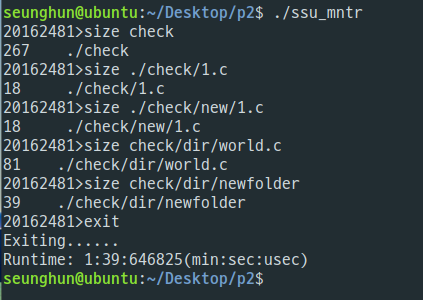 seunghun@ubuntu:~/Desktop/p2$ ./ssu_mntr
20162481>size check
267     ./check
20162481>size ./check/1.c
18      ./check/1.c
20162481>size ./check/new/1.c
18      ./check/new/1.c
20162481>size check/dir/world.c
81     ./check/dir/world.c
20162481>size check/dir/newfolder
39     ./check/dir/newfolder
20162481>exit
Exiting......
Runtime: 1:39:646825(min:sec:usec)
seunghun@ubuntu:~/Desktop/p2$